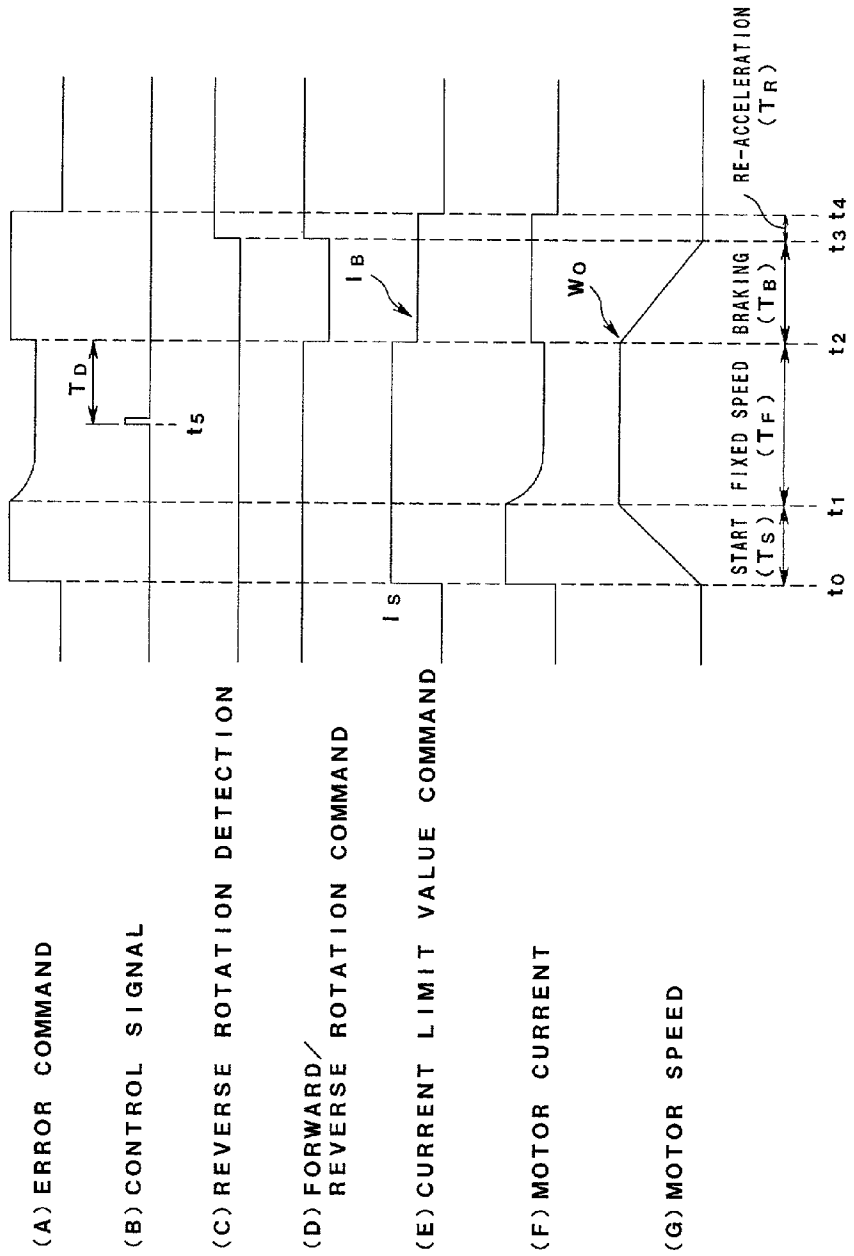 (A) ERROR COMMAND
(B) CONTROL SIGNAL
(C) REVERSE ROTATION DETECTION
(D) FORWARD/
REVERSE ROTATION COMMAND
(E) CURRENT LIMIT VALUE COMMAND
(F) MOTOR CURRENT
(G) MOTOR SPEED
TD
t5
IS
IB
WO
START
(TS)
FIXED SPEED
(TF)
BRAKING
(TB)
RE-ACCELERATION
(TR)
t0
t1
t2
t3
t4